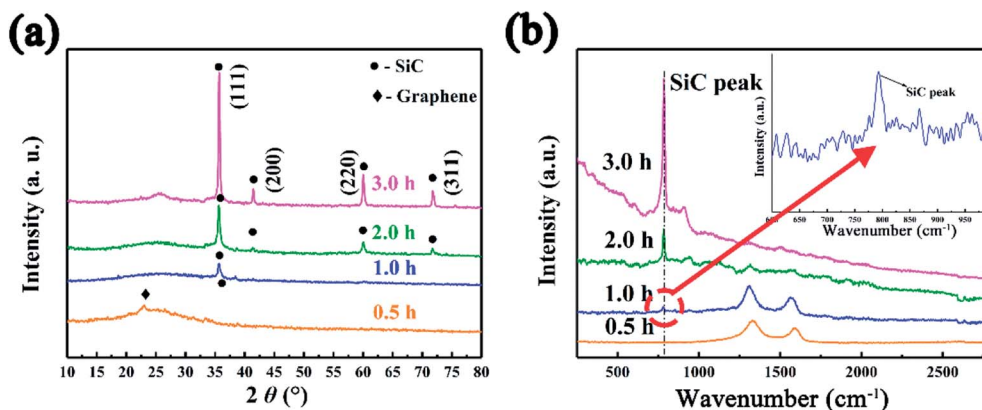 (a)
● - SiC
◆ - Graphene
(111)
(200)
(220)
(311)
3.0 h
2.0 h
1.0 h
0.5 h
Intensity (a. u.)
10 15 20 25 30 35 40 45 50 55 60 65 70 75 80
2 θ (°)
(b)
SiC peak
3.0 h
2.0 h
1.0 h
0.5 h
Intensity (a.u.)
500 1000 1500 2000 2500
Wavenumber (cm⁻¹)
SiC peak
Intensity (a.u.)
600 650 700 750 800 850 900 950
Wavenumber (cm⁻¹)